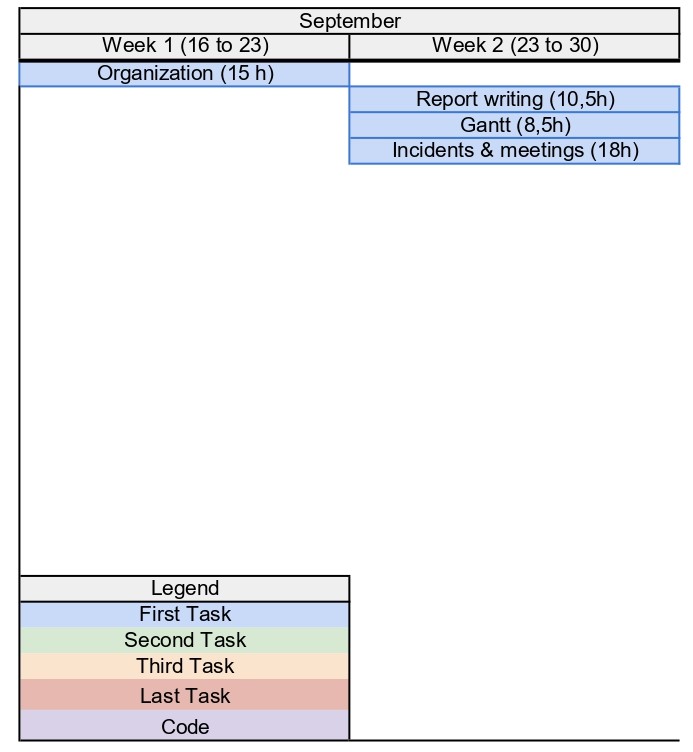 September
Week 1 (16 to 23)
Week 2 (23 to 30)
Organization (15 h)
Report writing (10,5h)
Gantt (8,5h)
Incidents & meetings (18h)
Legend
First Task
Second Task
Third Task
Last Task
Code